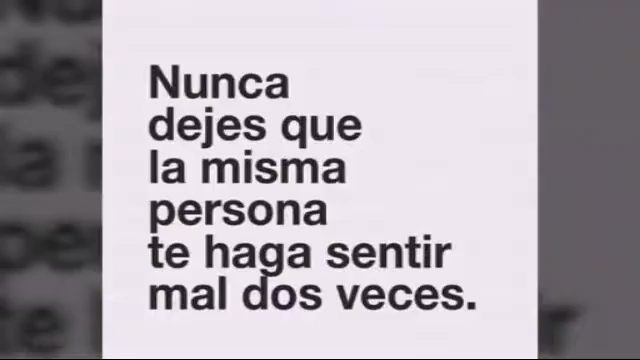 Nunca
dejes que
la misma
persona
te haga sentir
mal dos veces.